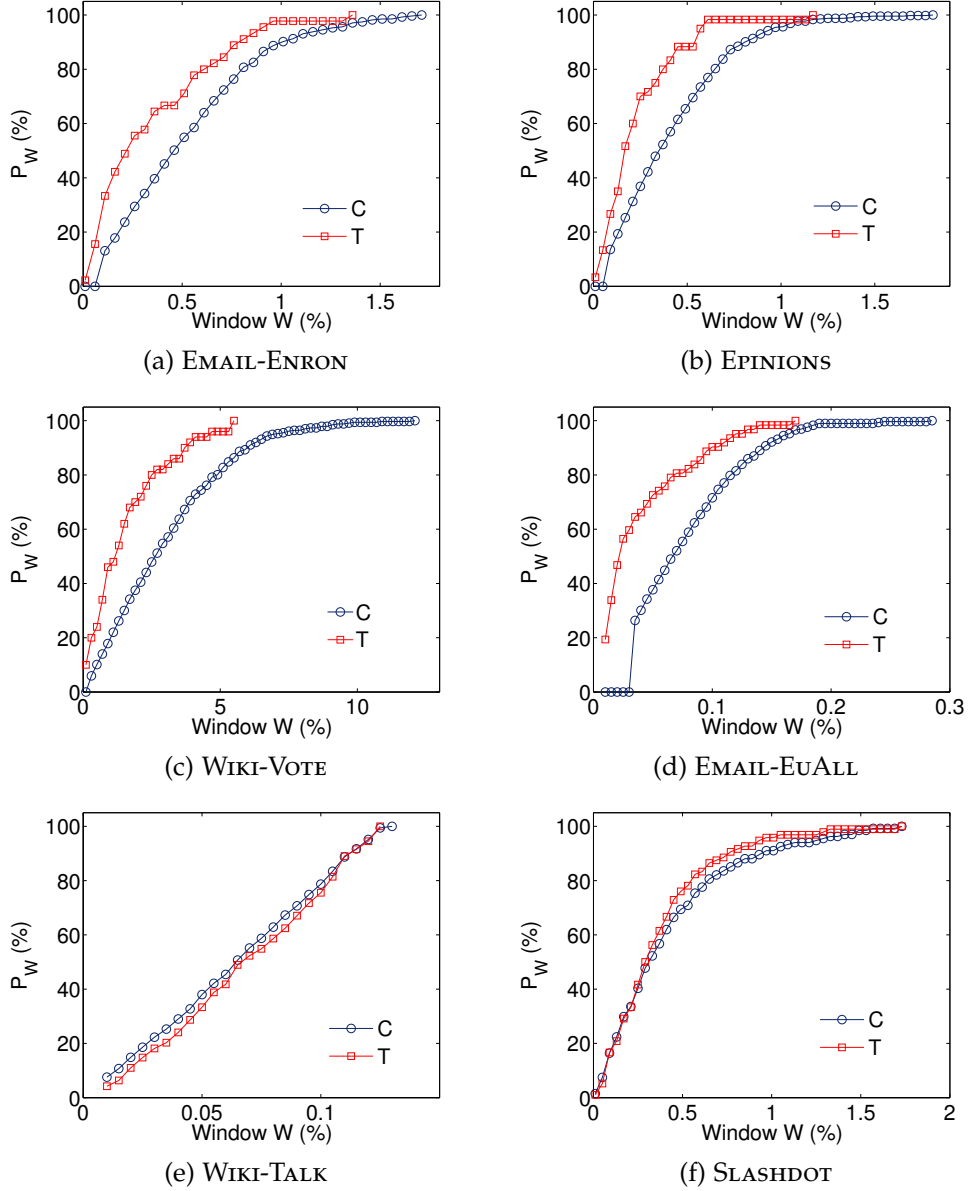 100
80
60
40
20
0
P_W (%)
C
T
0 0.5 1 1.5
Window W (%)
(a) EMAIL-ENRON
100
80
60
40
20
0
P_W (%)
C
T
0 0.5 1 1.5
Window W (%)
(b) EPINIONS
100
80
60
40
20
0
P_W (%)
C
T
0 5 10
Window W (%)
(c) WIKI-VOTE
100
80
60
40
20
0
P_W (%)
C
T
0 0.1 0.2 0.3
Window W (%)
(d) EMAIL-EUALL
100
80
60
40
20
0
P_W (%)
C
T
0 0.05 0.1
Window W (%)
(e) WIKI-TALK
100
80
60
40
20
0
P_W (%)
C
T
0 0.5 1 1.5 2
Window W (%)
(f) SLASHDOT